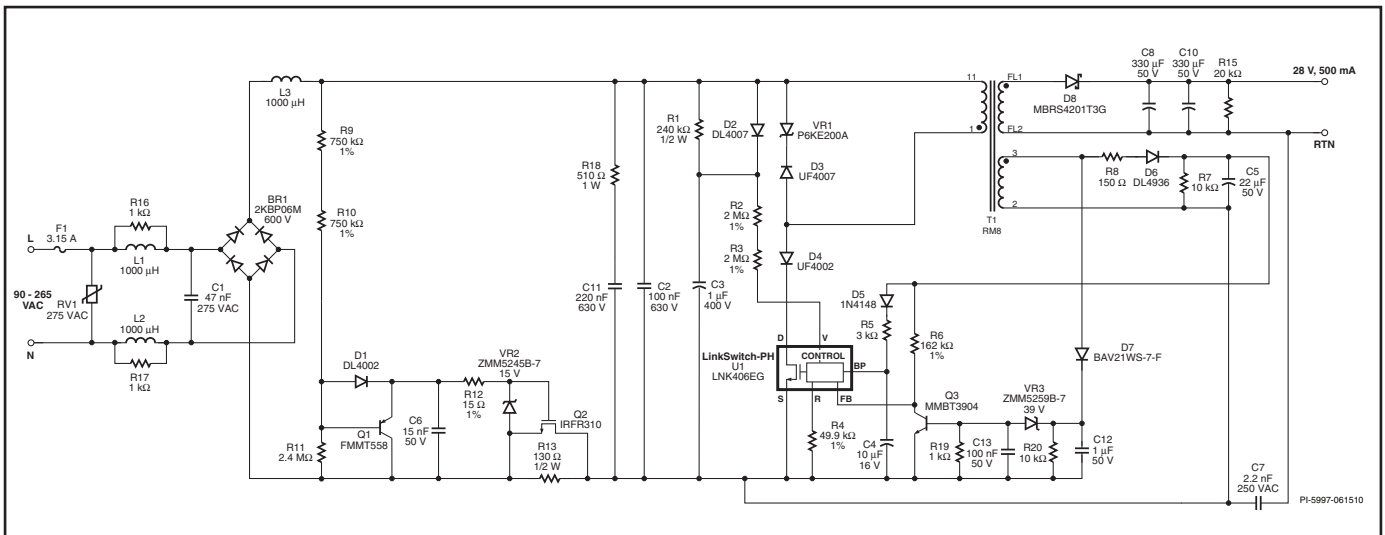 L3
1000 µH
R9
750 kΩ
1%
R10
750 kΩ
1%
R16
1 kΩ
L
F1
3.15 A
L1
1000 µH
BR1
2KBP06M
600 V
90 - 265
VAC
RV1
275 VAC
C1
47 nF
275 VAC
L2
1000 µH
N
R17
1 kΩ
D1
DL4002
R11
2.4 MΩ
Q1
FMMT558
C6
15 nF
50 V
R12
15 Ω
1%
VR2
ZMM5245B-7
15 V
Q2
IRFR310
R13
130 Ω
1/2 W
R18
510 Ω
1 W
C11
220 nF
630 V
C2
100 nF
630 V
R1
240 kΩ
1/2 W
C3
1 µF
400 V
D2
DL4007
R2
2 MΩ
1%
R3
2 MΩ
1%
VR1
P6KE200A
D3
UF4007
D4
UF4002
LinkSwitch-PH
U1
LNK406EG
D
V
CONTROL
BP
S
R
FB
R4
49.9 kΩ
1%
D5
1N4148
R5
3 kΩ
C4
10 µF
16 V
R6
162 kΩ
1%
Q3
MMBT3904
R19
1 kΩ
C13
100 nF
50 V
VR3
ZMM5259B-7
39 V
R20
10 kΩ
C12
1 µF
50 V
D7
BAV21WS-7-F
11
1
FL1
FL2
3
2
T1
RM8
D8
MBRS4201T3G
C8
330 µF
50 V
C10
330 µF
50 V
R15
20 kΩ
28 V, 500 mA
RTN
R8
150 Ω
D6
DL4936
R7
10 kΩ
C5
22 µF
50 V
C7
2.2 nF
250 VAC
PI-5997-061510